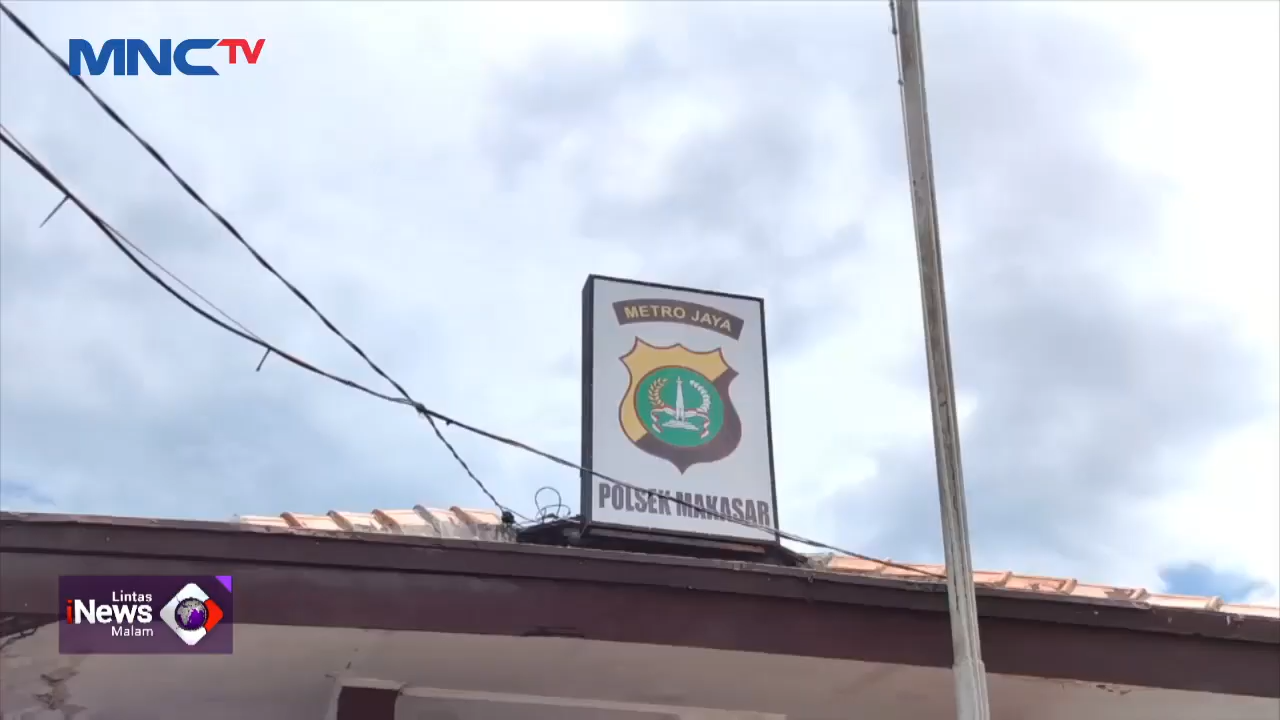 MNCTV
METRO JAYA
POLSEK MAKASAR
Lintas
iNews
Malam